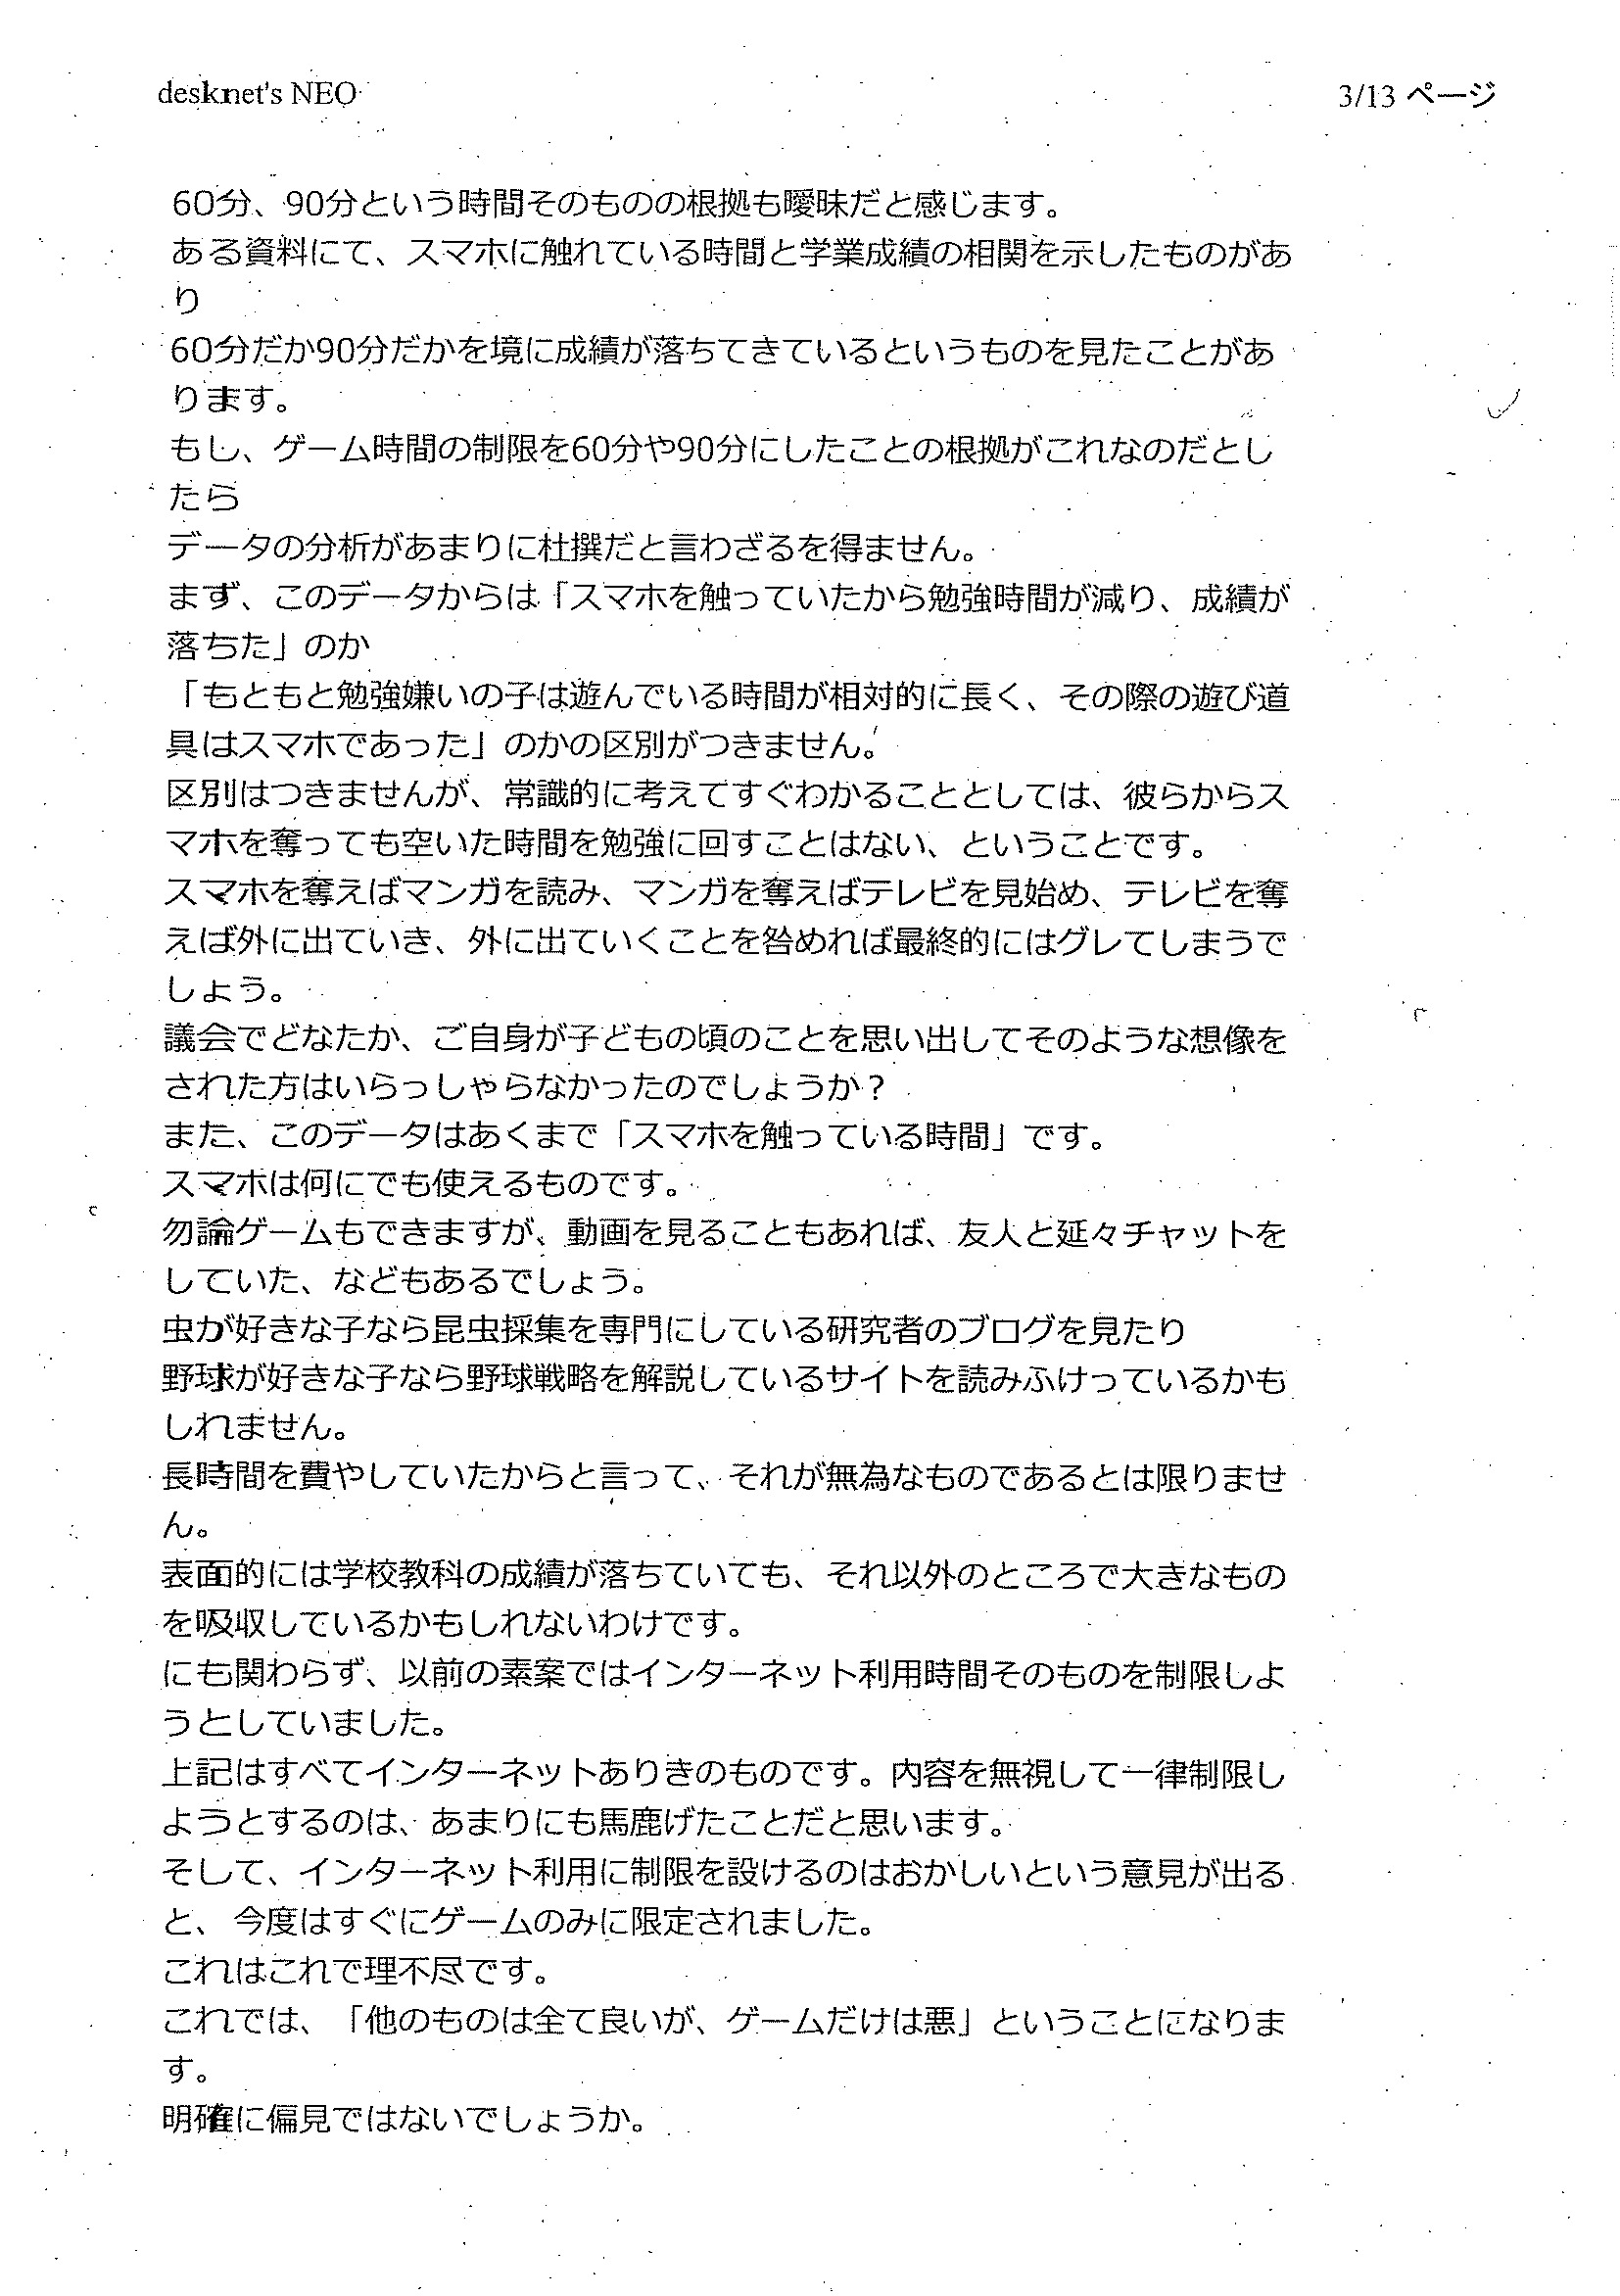 desknet's NEO
3/13 ページ
60分、90分という時間そのものの根拠も曖昧だと感じます。
ある資料にて、スマホに触れている時間と学業成績の相関を示したものがあ
り
60分だか90分だかを境に成績が落ちてきているというものを見たことがあ
ります。
もし、ゲーム時間の制限を60分や90分にしたことの根拠がこれなのだとし
たら
データの分析があまりに杜撰だと言わざるを得ません。
まず、このデータからは「スマホを触っていたから勉強時間が減り、成績が
落ちた」のか
「もともと勉強嫌いの子は遊んでいる時間が相対的に長く、その際の遊び道
具はスマホであった」のかの区別がつきません。
区別はつきませんが、常識的に考えてすぐわかることとしては、彼らからス
マホを奪っても空いた時間を勉強に回すことはない、ということです。
スマホを奪えばマンガを読み、マンガを奪えばテレビを見始め、テレビを奪
えば外に出ていき、外に出ていくことを咎めれば最終的にはグレてしまうで
しょう。
議会でどなたか、ご自身が子どもの頃のことを思い出してそのような想像を
された方はいらっしゃらなかったのでしょうか？
また、このデータはあくまで「スマホを触っている時間」です。
スマホは何にでも使えるものです。
勿論ゲームもできますが、動画を見ることもあれば、友人と延々チャットを
していた、などもあるでしょう。
虫が好きな子なら昆虫採集を専門にしている研究者のブログを見たり
野球が好きな子なら野球戦略を解説しているサイトを読みふけっているかも
しれません。
長時間を費やしていたからと言って、それが無為なものであるとは限りませ
ん。
表面的には学校教科の成績が落ちていても、それ以外のところで大きなもの
を吸収しているかもしれないわけです。
にも関わらず、以前の素案ではインターネット利用時間そのものを制限しよ
うとしていました。
上記はすべてインターネットありきのものです。内容を無視して一律制限し
ようとするのは、あまりにも馬鹿げたことだと思います。
そして、インターネット利用に制限を設けるのはおかしいという意見が出る
と、今度はすぐにゲームのみに限定されました。
これはこれで理不尽です。
これでは、「他のものは全て良いが、ゲームだけは悪」ということになりま
す。
明確に偏見ではないでしょうか。